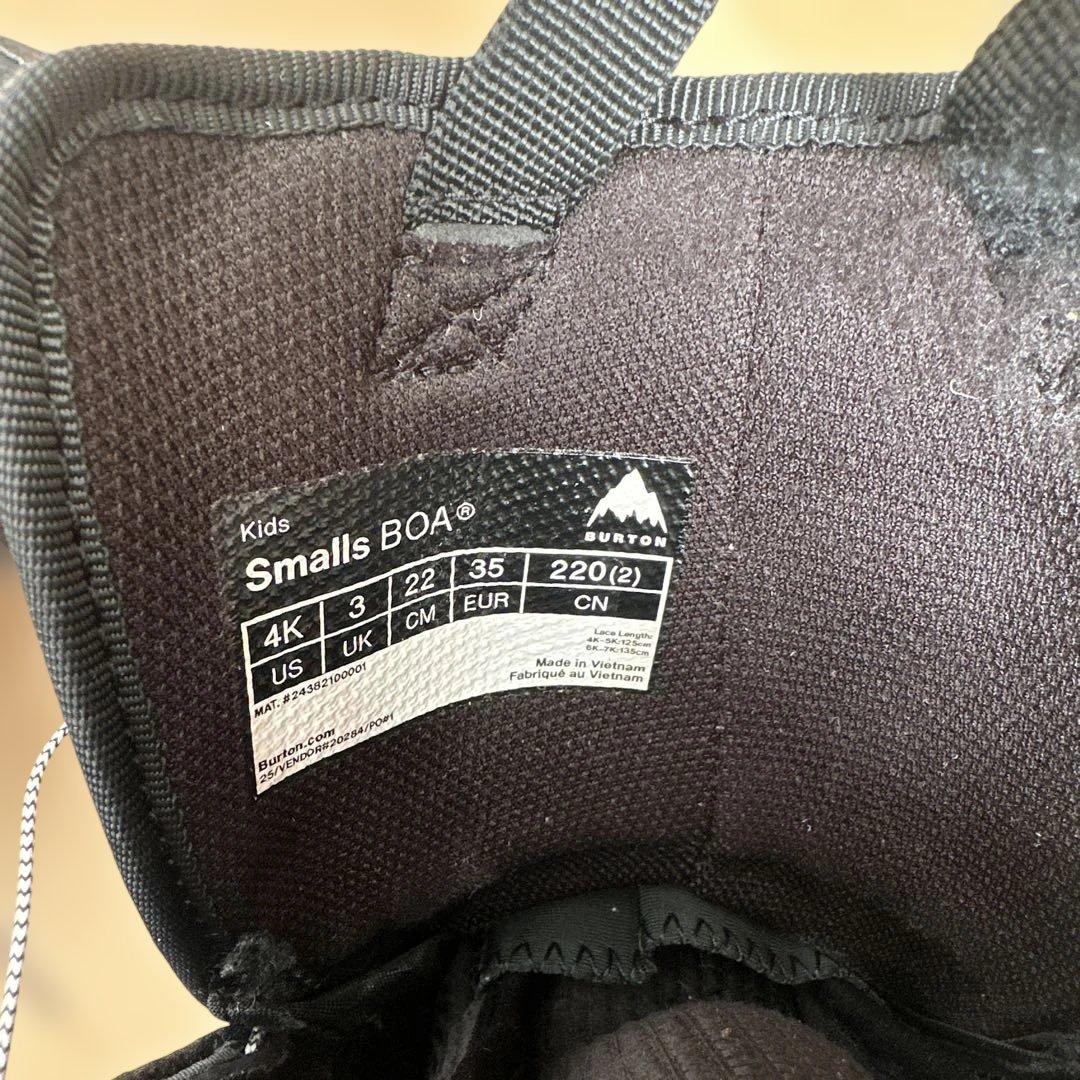 Kids
Smalls BOA®
BURTON
4K 3 22 35 220(2)
US UK CM EUR CN
MAT. #24382100001
Lace Length:
4K-5K:125cm
6K-7K:135cm
Made in Vietnam
Fabriqué au Vietnam
Burton.com
25/VENDOR#20284/PO#1